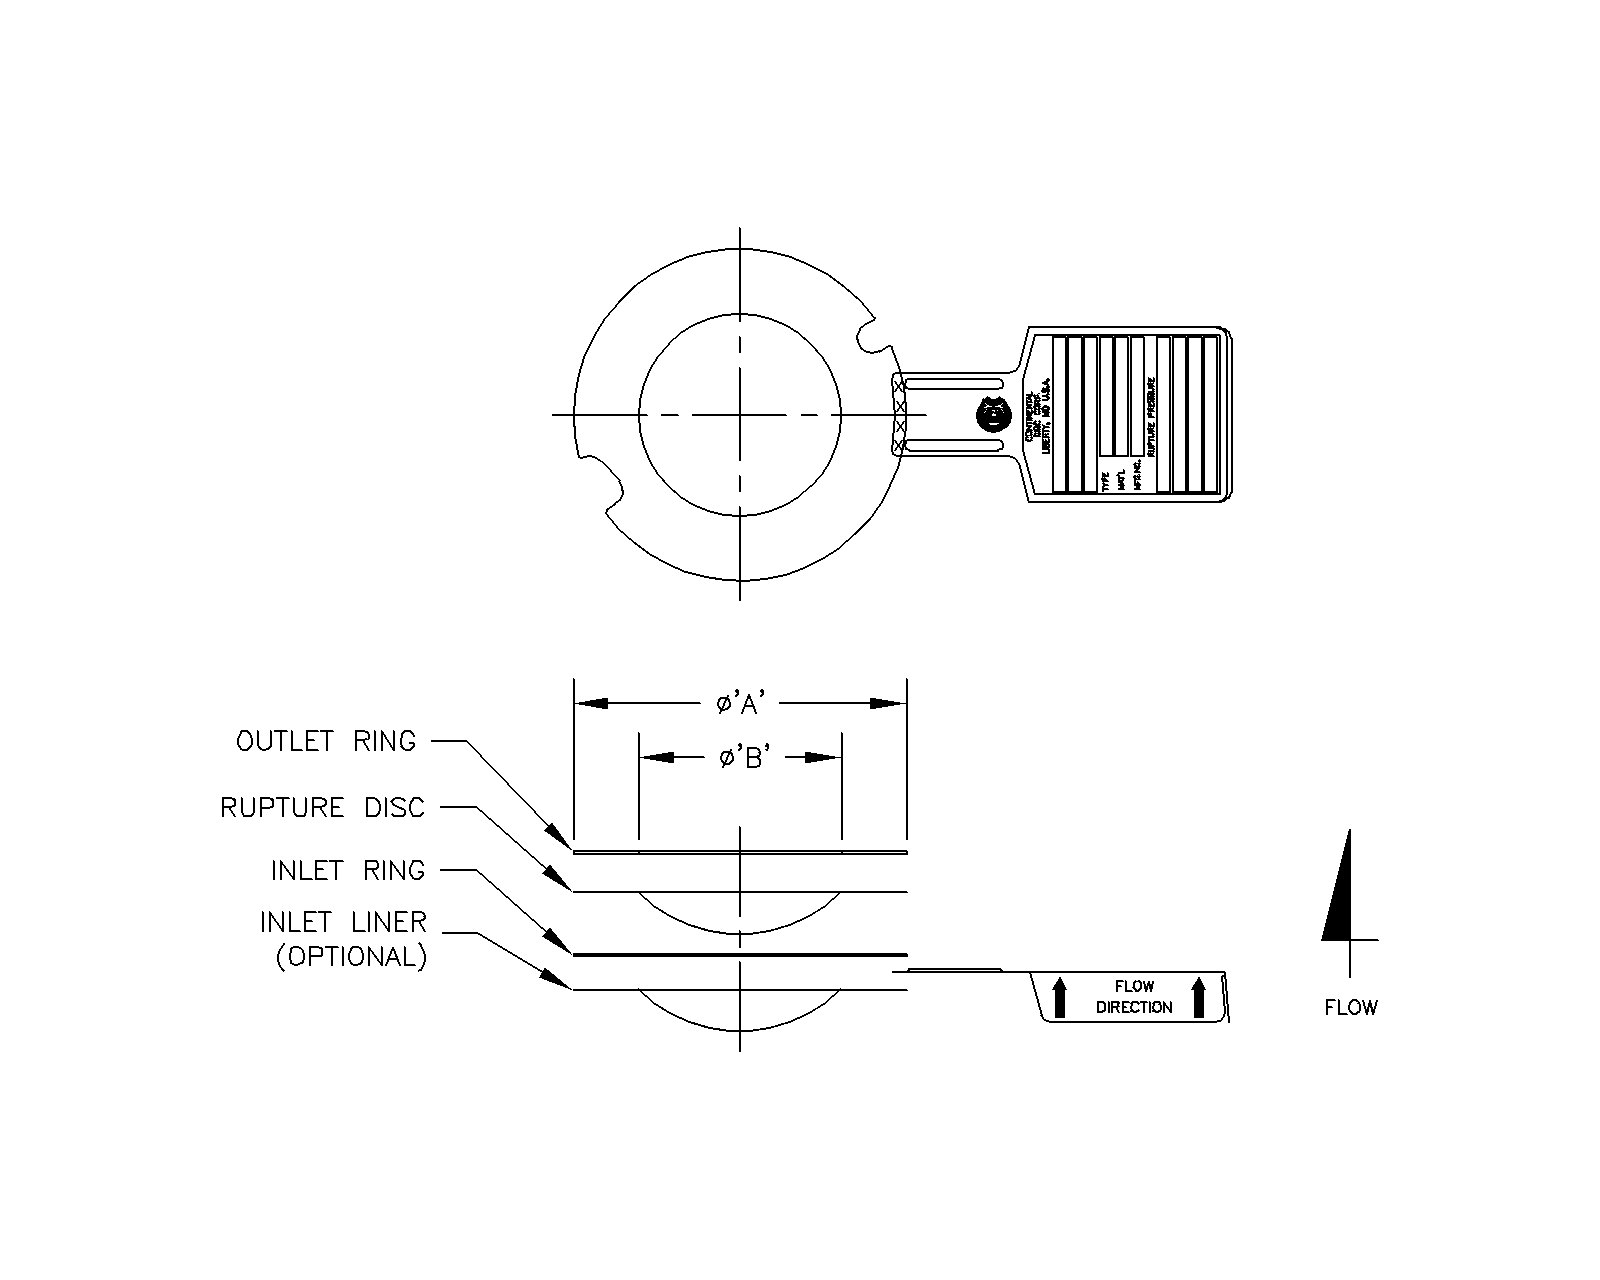 CONTINENTAL
DISC CORP.
LIBERTY, MO U.S.A.
TYPE
MAT'L
MFG.NO.
RUPTURE PRESSURE
Ø'A'
OUTLET RING
Ø'B'
RUPTURE DISC
INLET RING
INLET LINER
(OPTIONAL)
FLOW
DIRECTION
FLOW